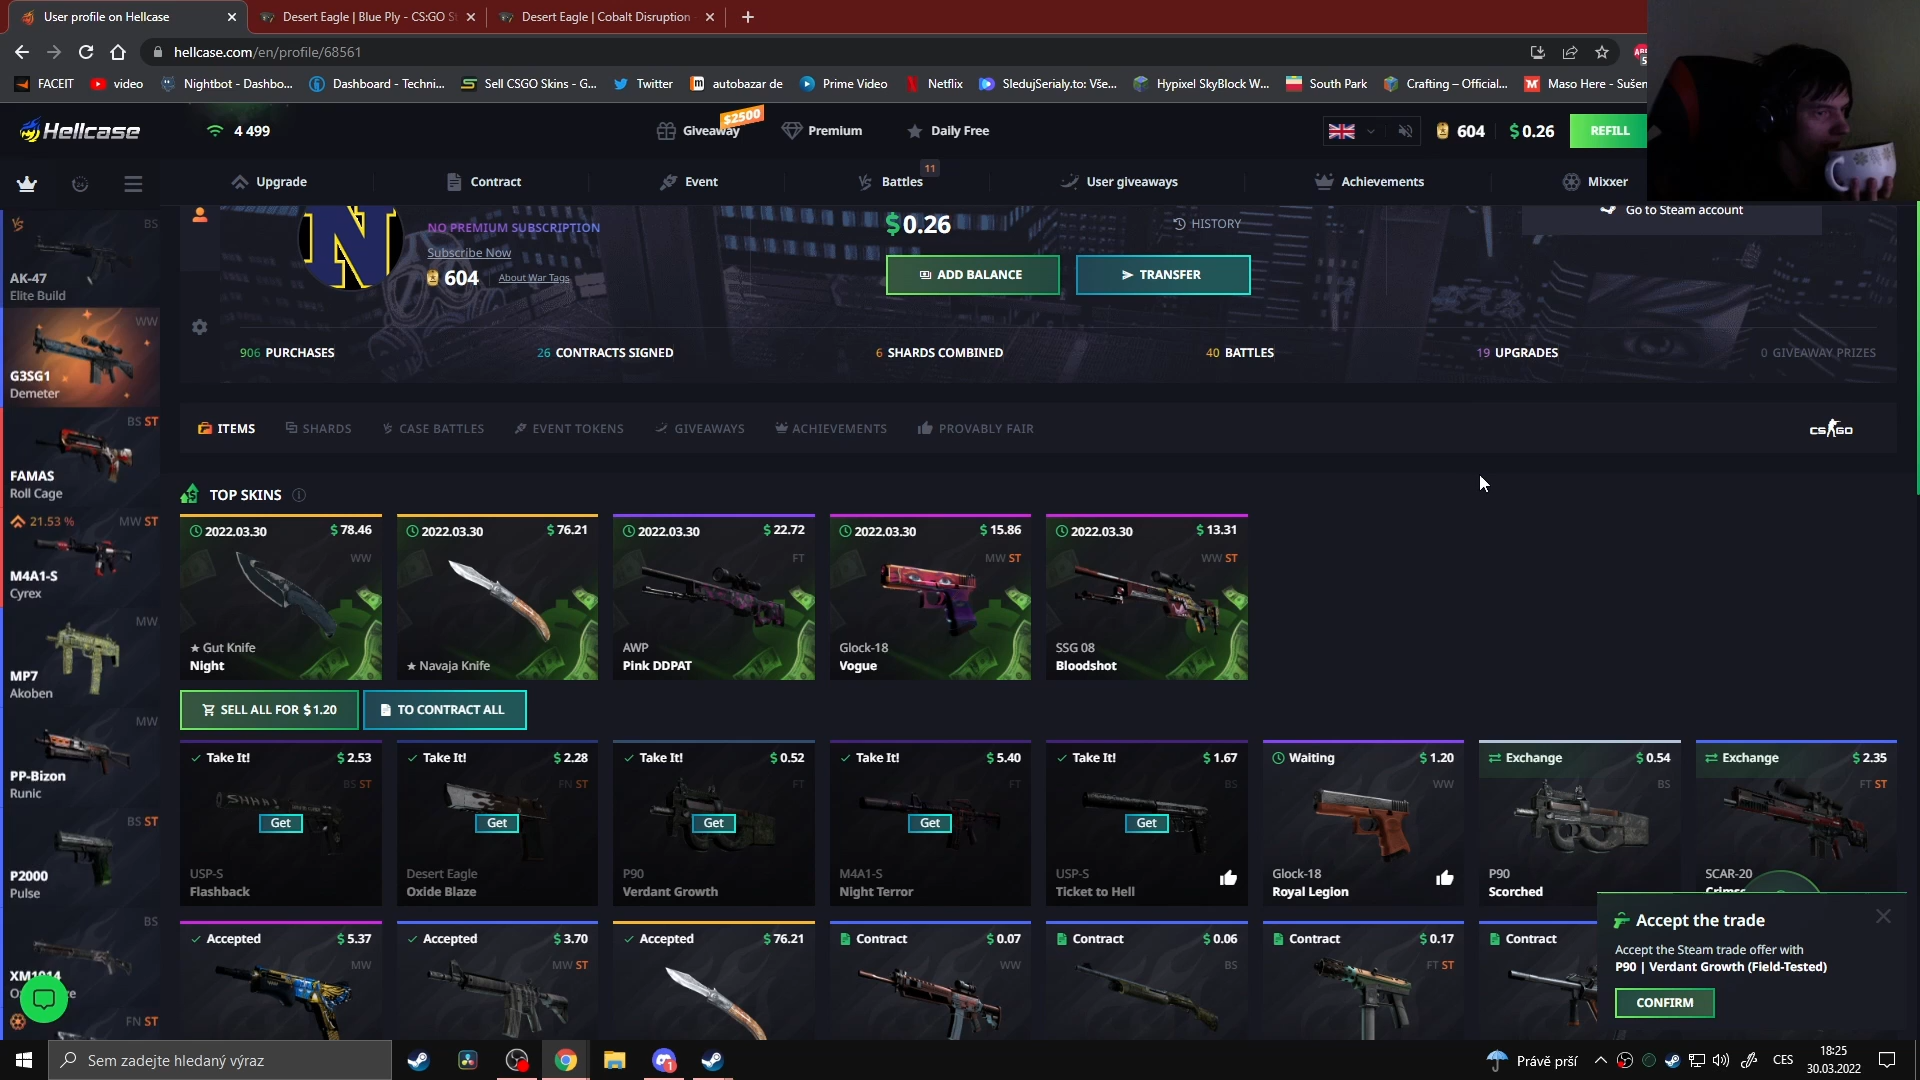 User profile on Hellcase
Desert Eagle | Blue Ply - CS:GO St
Desert Eagle | Cobalt Disruption
hellcase.com/en/profile/68561
FACEIT
video
Nightbot - Dashbo...
Dashboard - Techni...
Sell CSGO Skins - G...
Twitter
autobazar de
Prime Video
Netflix
SledujSerialy.to: Vše...
Hypixel SkyBlock W...
South Park
Crafting – Official...
Maso Here - Sušen
Hellcase
4 499
Giveaway
$2500
Premium
Daily Free
604
$0.26
REFILL
Upgrade
Contract
Event
Battles
11
User giveaways
Achievements
Mixxer
BS
AK-47
Elite Build
WW
G3SG1
Demeter
BS ST
FAMAS
Roll Cage
21.53 %
MW ST
M4A1-S
Cyrex
MW
MP7
Akoben
MW
PP-Bizon
Runic
BS ST
P2000
Pulse
BS
XM1014
FN ST
N
NO PREMIUM SUBSCRIPTION
Subscribe Now
604
About War Tags
$0.26
HISTORY
ADD BALANCE
TRANSFER
Go to Steam account
906 PURCHASES
26 CONTRACTS SIGNED
6 SHARDS COMBINED
40 BATTLES
19 UPGRADES
0 GIVEAWAY PRIZES
ITEMS
SHARDS
CASE BATTLES
EVENT TOKENS
GIVEAWAYS
ACHIEVEMENTS
PROVABLY FAIR
CS GO
TOP SKINS
2022.03.30
$78.46
WW
★ Gut Knife
Night
2022.03.30
$76.21
★ Navaja Knife
2022.03.30
$22.72
FT
AWP
Pink DDPAT
2022.03.30
$15.86
MW ST
Glock-18
Vogue
2022.03.30
$13.31
WW ST
SSG 08
Bloodshot
SELL ALL FOR $1.20
TO CONTRACT ALL
Take It!
$2.53
BS ST
Get
USP-S
Flashback
Take It!
$2.28
FN ST
Get
Desert Eagle
Oxide Blaze
Take It!
$0.52
FT
Get
P90
Verdant Growth
Take It!
$5.40
FT
Get
M4A1-S
Night Terror
Take It!
$1.67
BS
Get
USP-S
Ticket to Hell
Waiting
$1.20
WW
Glock-18
Royal Legion
Exchange
$0.54
BS
P90
Scorched
Exchange
$2.35
FT ST
SCAR-20
Accepted
$5.37
MW
Accepted
$3.70
MW ST
Accepted
$76.21
Contract
$0.07
WW
Contract
$0.06
BS
Contract
$0.17
FT ST
Contract
Accept the trade
Accept the Steam trade offer with
P90 | Verdant Growth (Field-Tested)
CONFIRM
Sem zadejte hledaný výraz
1
Právě prší
CES
18:25
30.03.2022